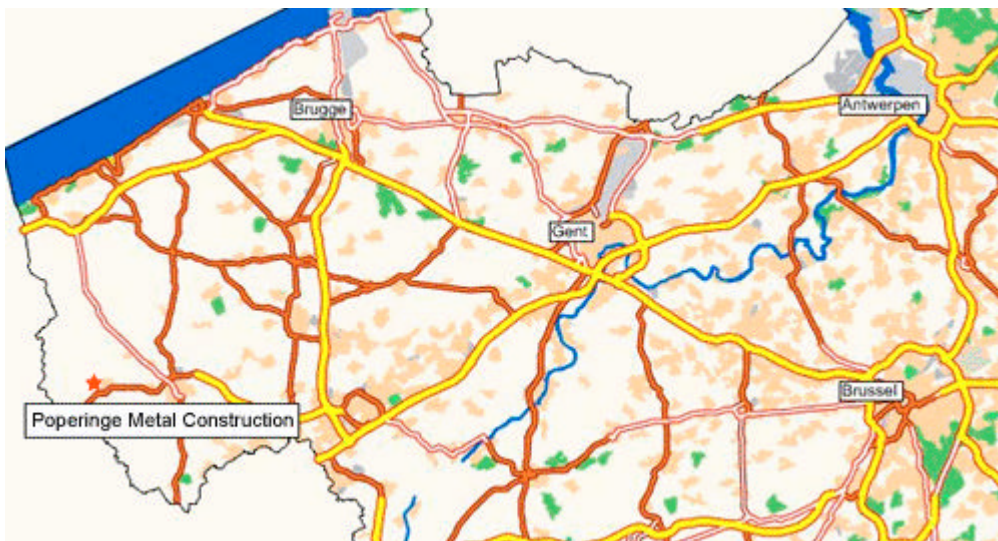 Brugge
Antwerpen
Gent
Brussel
Poperinge Metal Construction